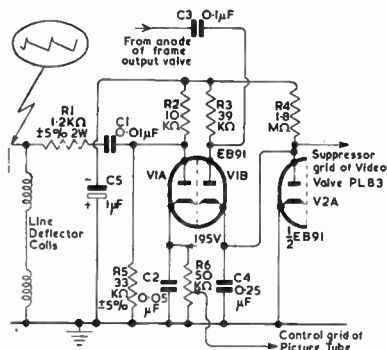 C3
0·1µF
From anode
of frame
output valve
R1
1·2KΩ
±5% 2W
C1
0·01µF
R2
10
KΩ
R3
39
KΩ
R4
1·8
MΩ
EB91
V1A
V1B
Suppressor
grid of Video
Valve PL83
V2A
½EB91
C5
-
+
1µF
Line
Deflector
Coils
195V
R5
33
KΩ
±5%
C2
0·05
µF
R6
50
KΩ
C4
0·25
µF
Control grid of
Picture Tube